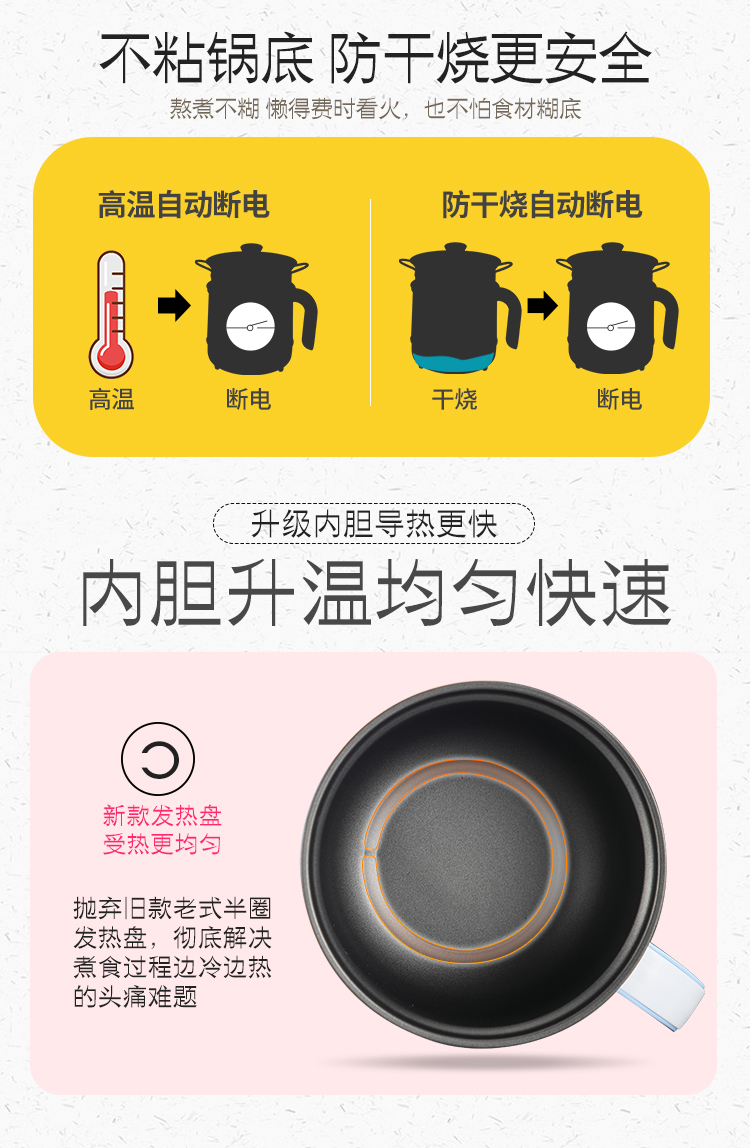 不粘锅底 防干烧更安全
熬煮不糊 懒得费时看火，也不怕食材糊底
高温自动断电
防干烧自动断电
高温
断电
干烧
断电
升级内胆导热更快
内胆升温均匀快速
新款发热盘
受热更均匀
抛弃旧款老式半圈
发热盘，彻底解决
煮食过程边冷边热
的头痛难题